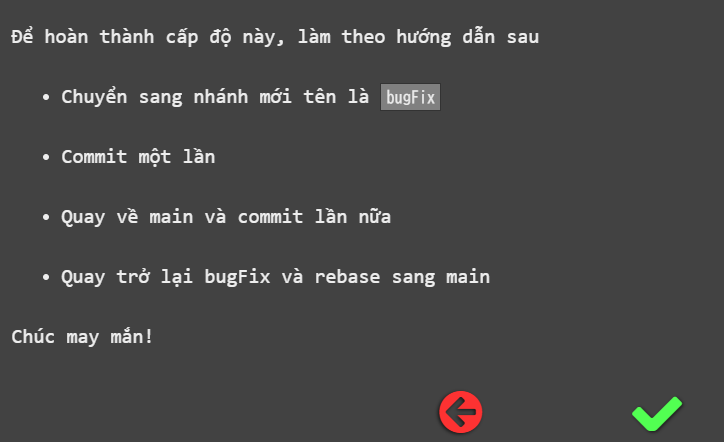 Để hoàn thành cấp độ này, làm theo hướng dẫn sau
• Chuyển sang nhánh mới tên là bugFix
• Commit một lần
• Quay về main và commit lần nữa
• Quay trở lại bugFix và rebase sang main
Chúc may mắn!